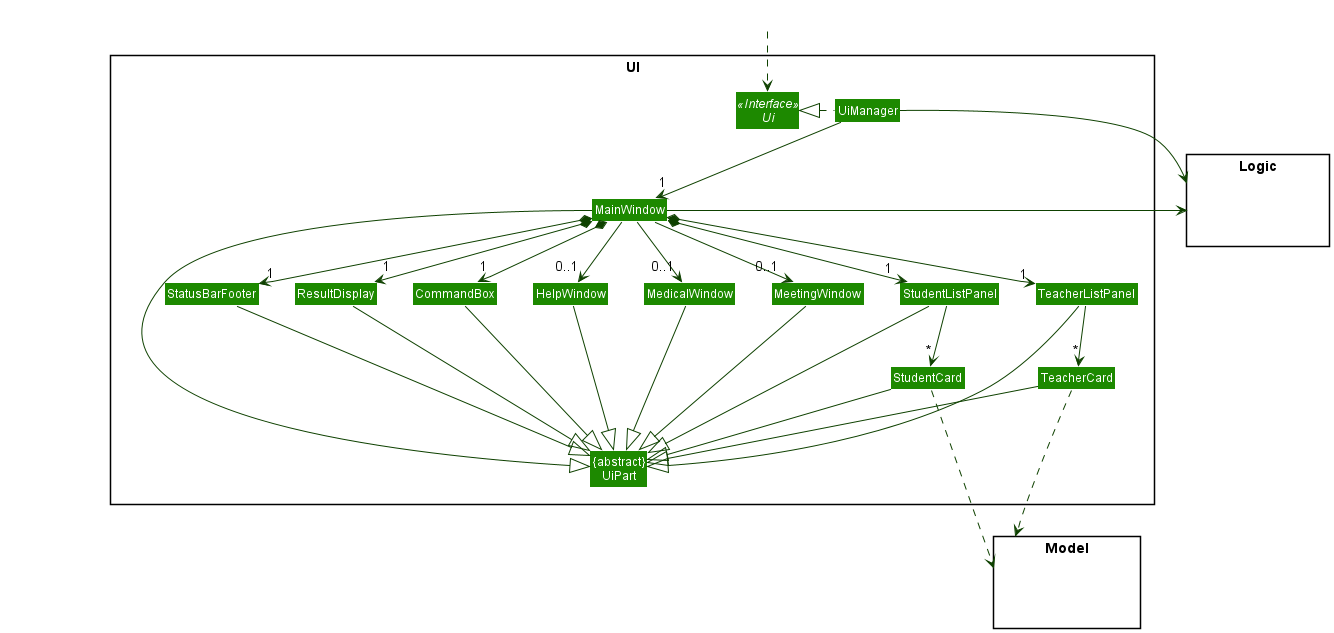 UI
«Interface»
Ui
UiManager
Logic
1
MainWindow
1
1
1
0..1
0..1
0..1
1
1
StatusBarFooter
ResultDisplay
CommandBox
HelpWindow
MedicalWindow
MeetingWindow
StudentListPanel
TeacherListPanel
*
*
StudentCard
TeacherCard
{abstract}
UiPart
Model